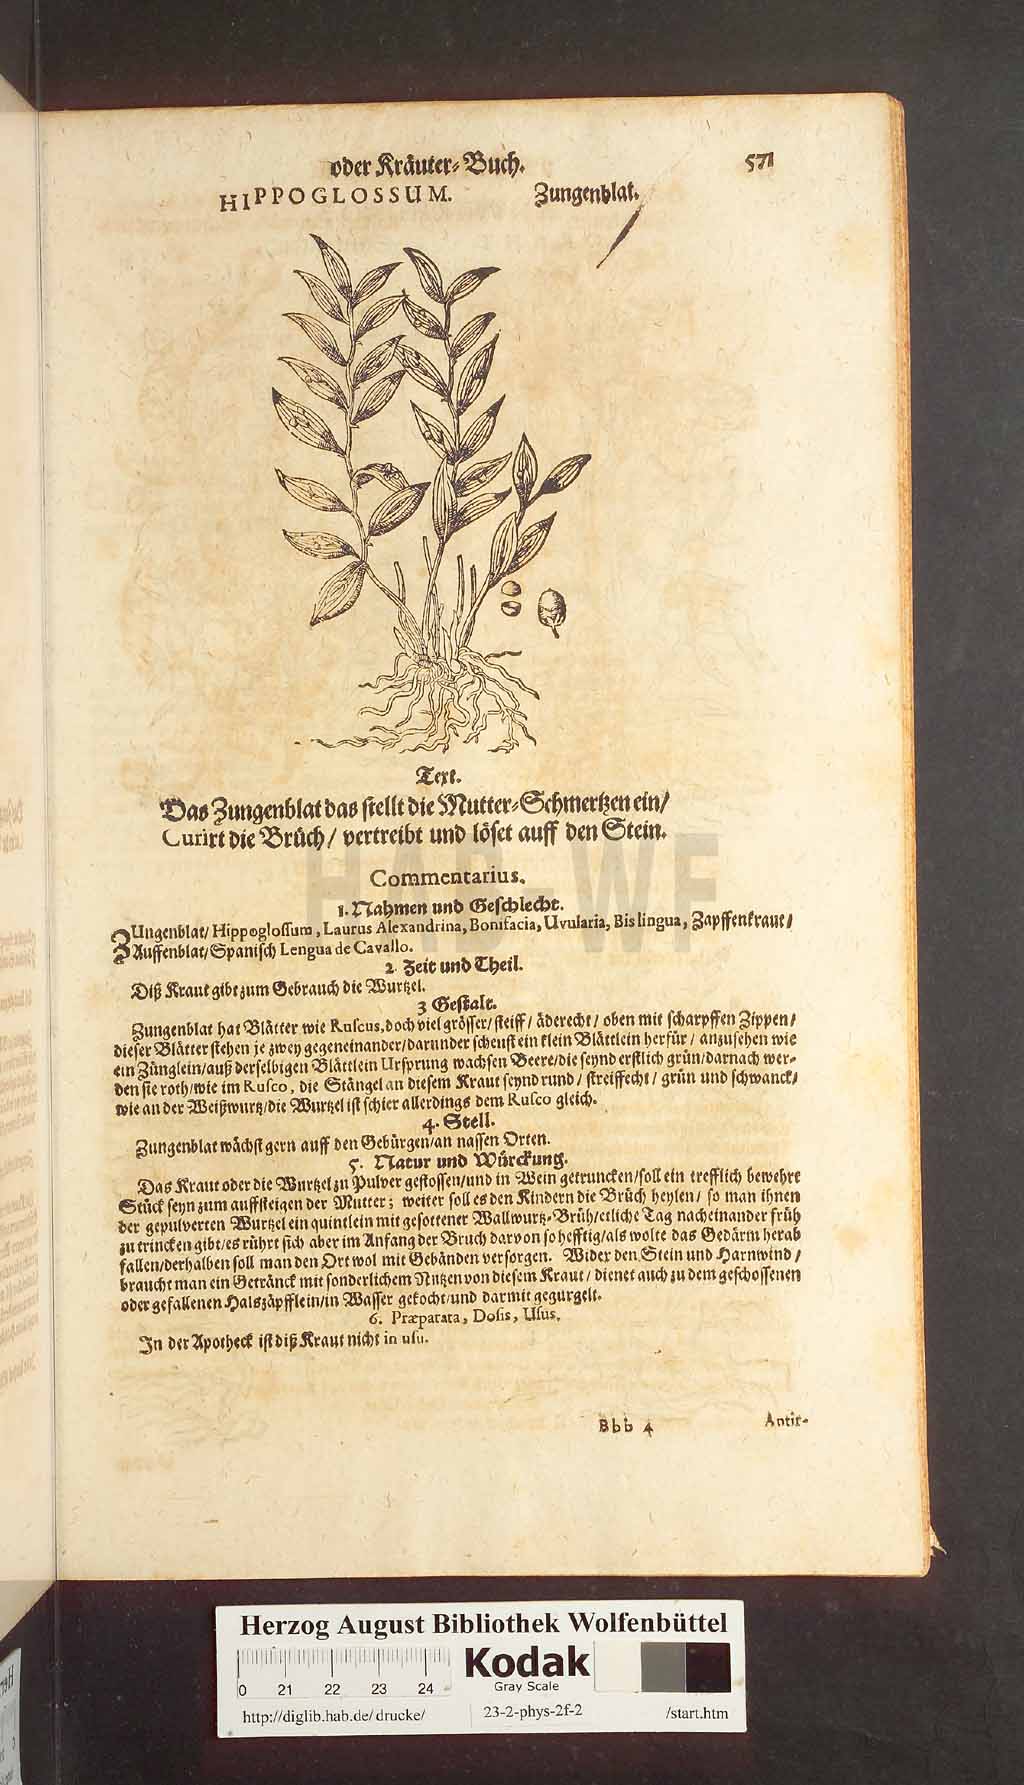 oder Kräuter-Buch. 571
HIPPOGLOSSUM. Zungenblat.
Text.
Das Zungenblat das stellt die Mutter-Schmertzen ein/
Curirt die Brüch/ vertreibt und löset auff den Stein.
Commentarius.
1. Nahmen und Geschlecht.
ZUngenblat/ Hippoglossum, Laurus Alexandrina, Bonifacia, Uvularia, Bislingua, Zapffenkraut/
Auffenblat/ Spanisch Lengua de Cavallo.
2 Zeit und Theil.
Diß Kraut gibt zum Gebrauch die Wurtzel.
3 Gestalt.
Zungenblat hat Blätter wie Ruscus, doch viel grösser/ steiff/ äderecht/ oben mit scharpffen Zippen/
dieser Blätter stehen je zwey gegeneinander/ darunder scheust ein klein Blättlein herfür/ anzusehen wie
ein Zünglein/ auß derselbigen Blättlein Ursprung wachsen Beere/ die seynd erstlich grün/ darnach wer-
den sie roth/ wie im Rusco, die Stängel an diesem Kraut seynd rund/ streiffecht/ grün und schwanck/
wie an der Weißwurtz/ die Wurtzel ist schier allerdings dem Rusco gleich.
4. Stell.
Zungenblat wächst gern auff den Gebürgen/ an nassen Orten.
5. Natur und Würckung.
Das Kraut oder die Wurtzel zu Pulver gestossen/ und in Wein getruncken/ soll ein trefflich bewehrt
Stück seyn zum auffsteigen der Mutter; weiter soll es den Kindern die Brüch heylen/ so man ihnen
der gepulverten Wurtzel ein quintlein mit gesottener Wallwurtz-Brüh/ etliche Tag nacheinander früh
zu trincken gibt/ es rührt sich aber im Anfang der Bruch darvon so hefftig/ als wolte das Gedärm herab
fallen/ derhalben soll man den Ort wol mit Gebänden versorgen. Wider den Stein und Harnwind/
braucht man ein Getränck mit sonderlichem Nutzen von diesem Kraut/ dienet auch zu dem geschossenen
oder gefallenen Halszäpfflein/ in Wasser gekocht/ und darmit gegurgelt.
6. Præparata, Dosis, Usus.
In der Apotheck ist diß Kraut nicht in usu.
Bbb 4 Antir-
HAB-WF
Herzog August Bibliothek Wolfenbüttel
Kodak
Gray Scale
0 21 22 23 24
http://diglib.hab.de/drucke/ 23-2-phys-2f-2 /start.htm